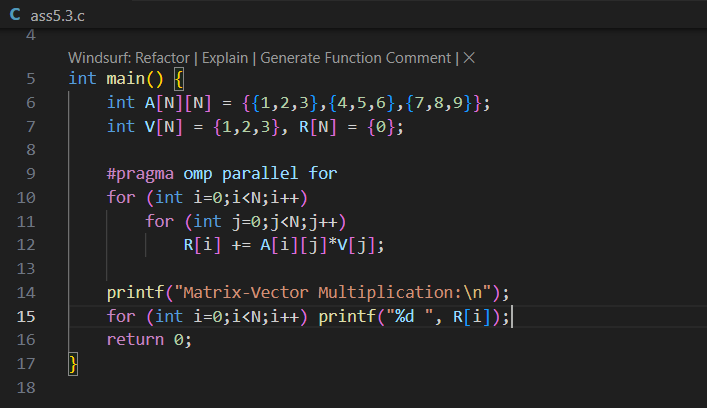 C ass5.3.c
4
Windsurf: Refactor | Explain | Generate Function Comment | ×
5 int main() {
6 int A[N][N] = {{1,2,3},{4,5,6},{7,8,9}};
7 int V[N] = {1,2,3}, R[N] = {0};
8
9 #pragma omp parallel for
10 for (int i=0;i<N;i++)
11 for (int j=0;j<N;j++)
12 R[i] += A[i][j]*V[j];
13
14 printf("Matrix-Vector Multiplication:\n");
15 for (int i=0;i<N;i++) printf("%d ", R[i]);
16 return 0;
17 }
18